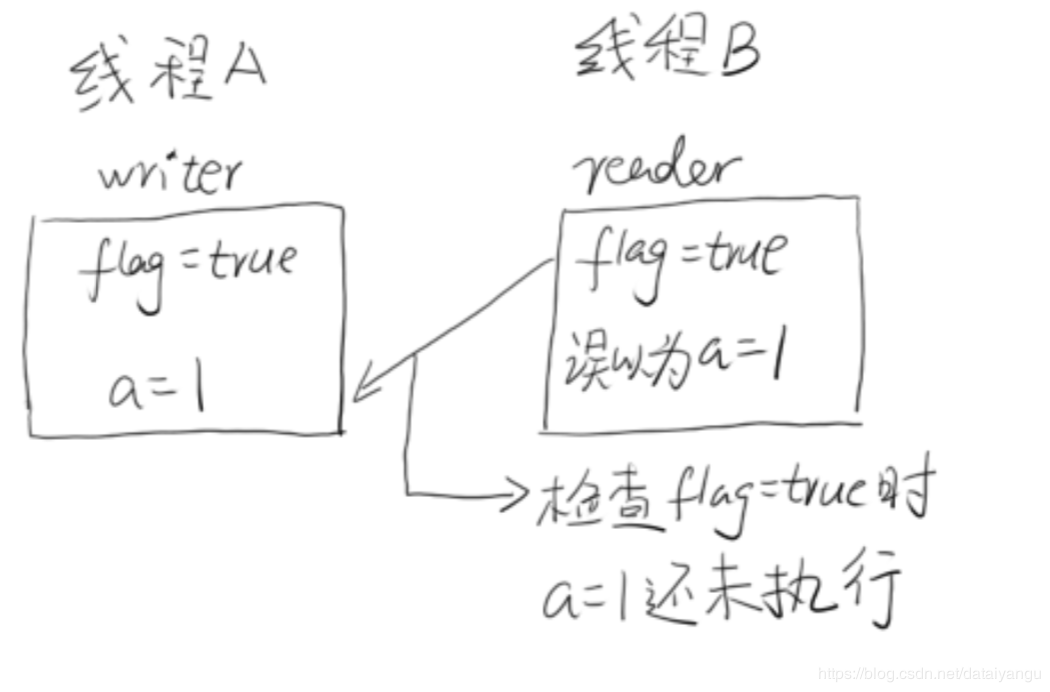 线程A
writer
flag=true
a=1
线程B
reader
flag=true
误以为a=1
检查flag=true时
a=1还未执行
https://blog.csdn.net/dataiyangu